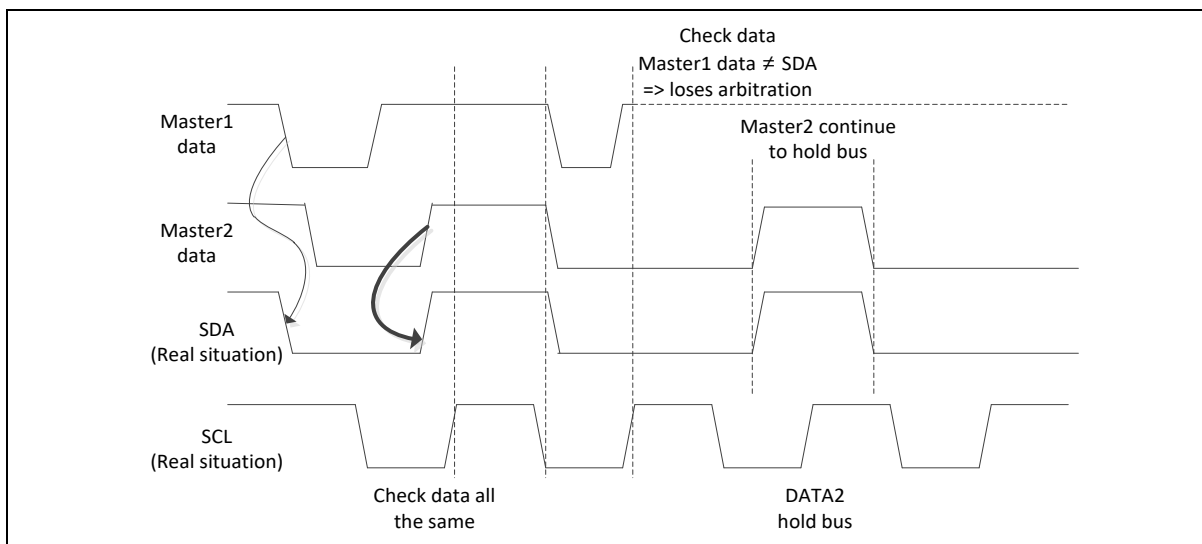 Check data
Master1 data ≠ SDA
=> loses arbitration
Master1
data
Master2 continue
to hold bus
Master2
data
SDA
(Real situation)
SCL
(Real situation)
Check data all
the same
DATA2
hold bus